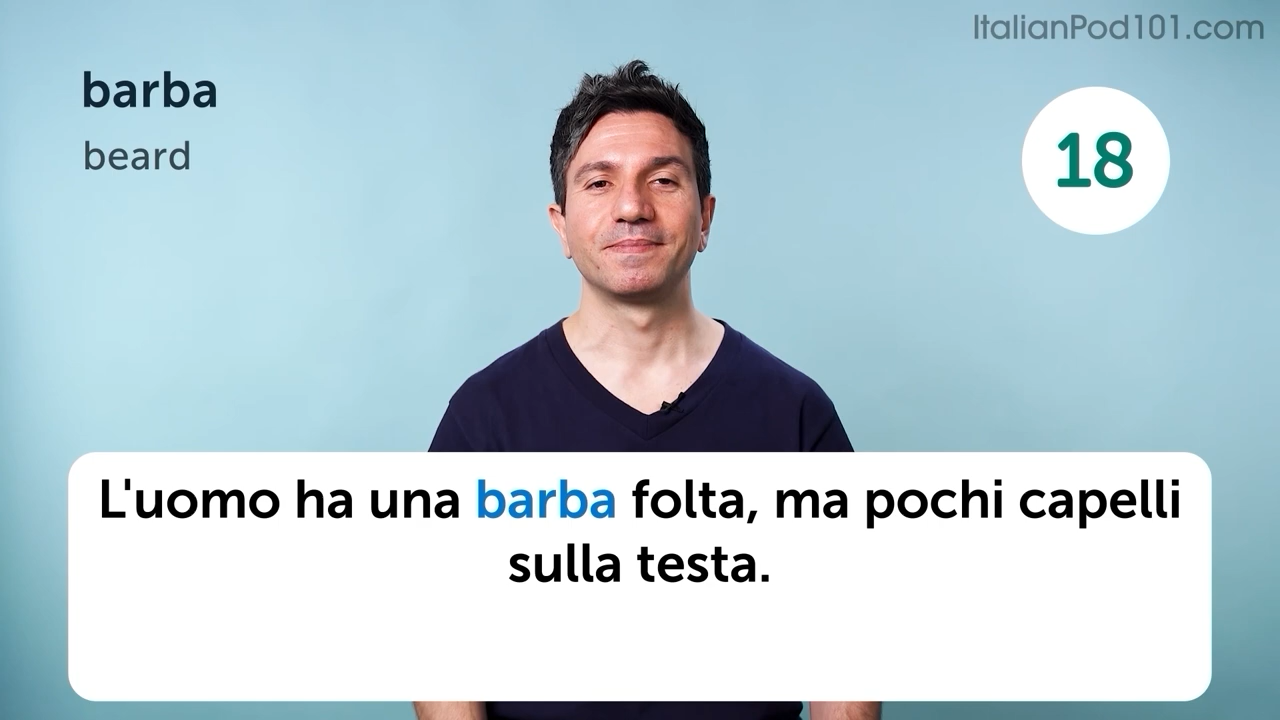 ItalianPod101.com
barba
beard
18
L'uomo ha una barba folta, ma pochi capelli
sulla testa.